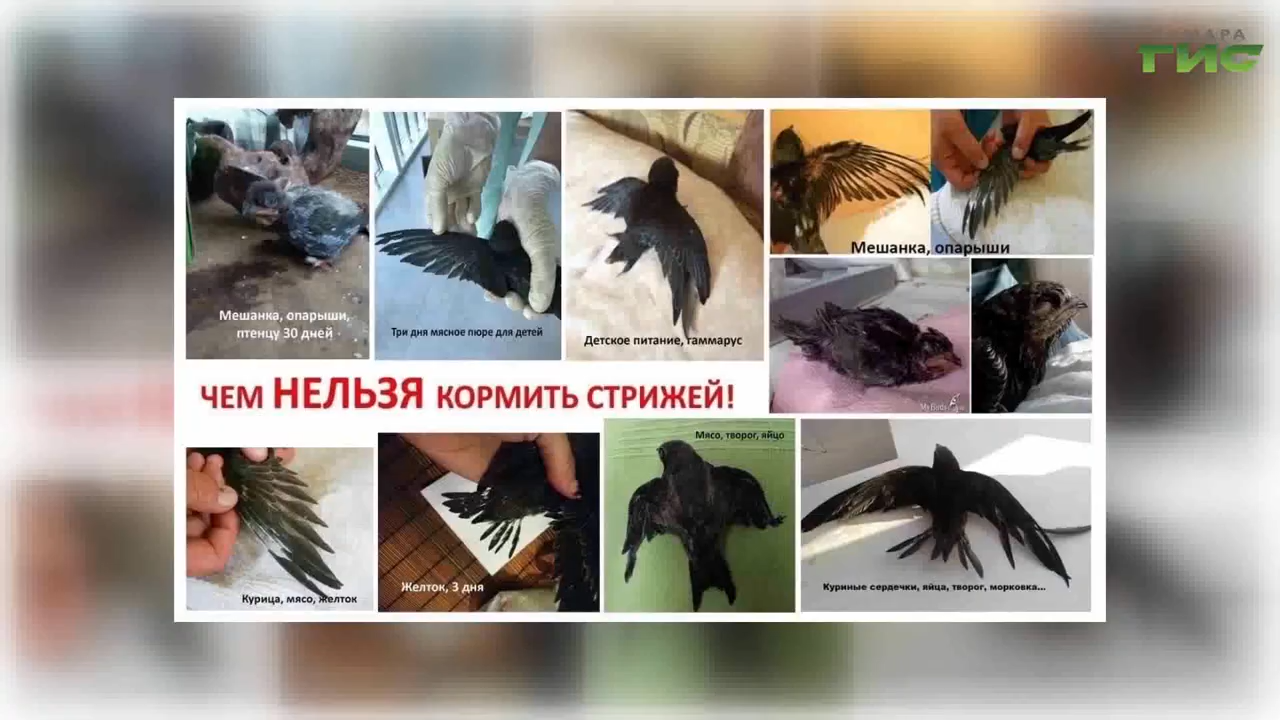 САМАРА
ГИС
Мешанка, опарыши,
птенцу 30 дней
Три дня мясное пюре для детей
Детское питание, гаммарус
Мешанка, опарыши
ЧЕМ НЕЛЬЗЯ КОРМИТЬ СТРИЖЕЙ!
Мясо, творог, яйцо
Курица, мясо, желток
Желток, 3 дня
Куриные сердечки, яйца, творог, морковка...